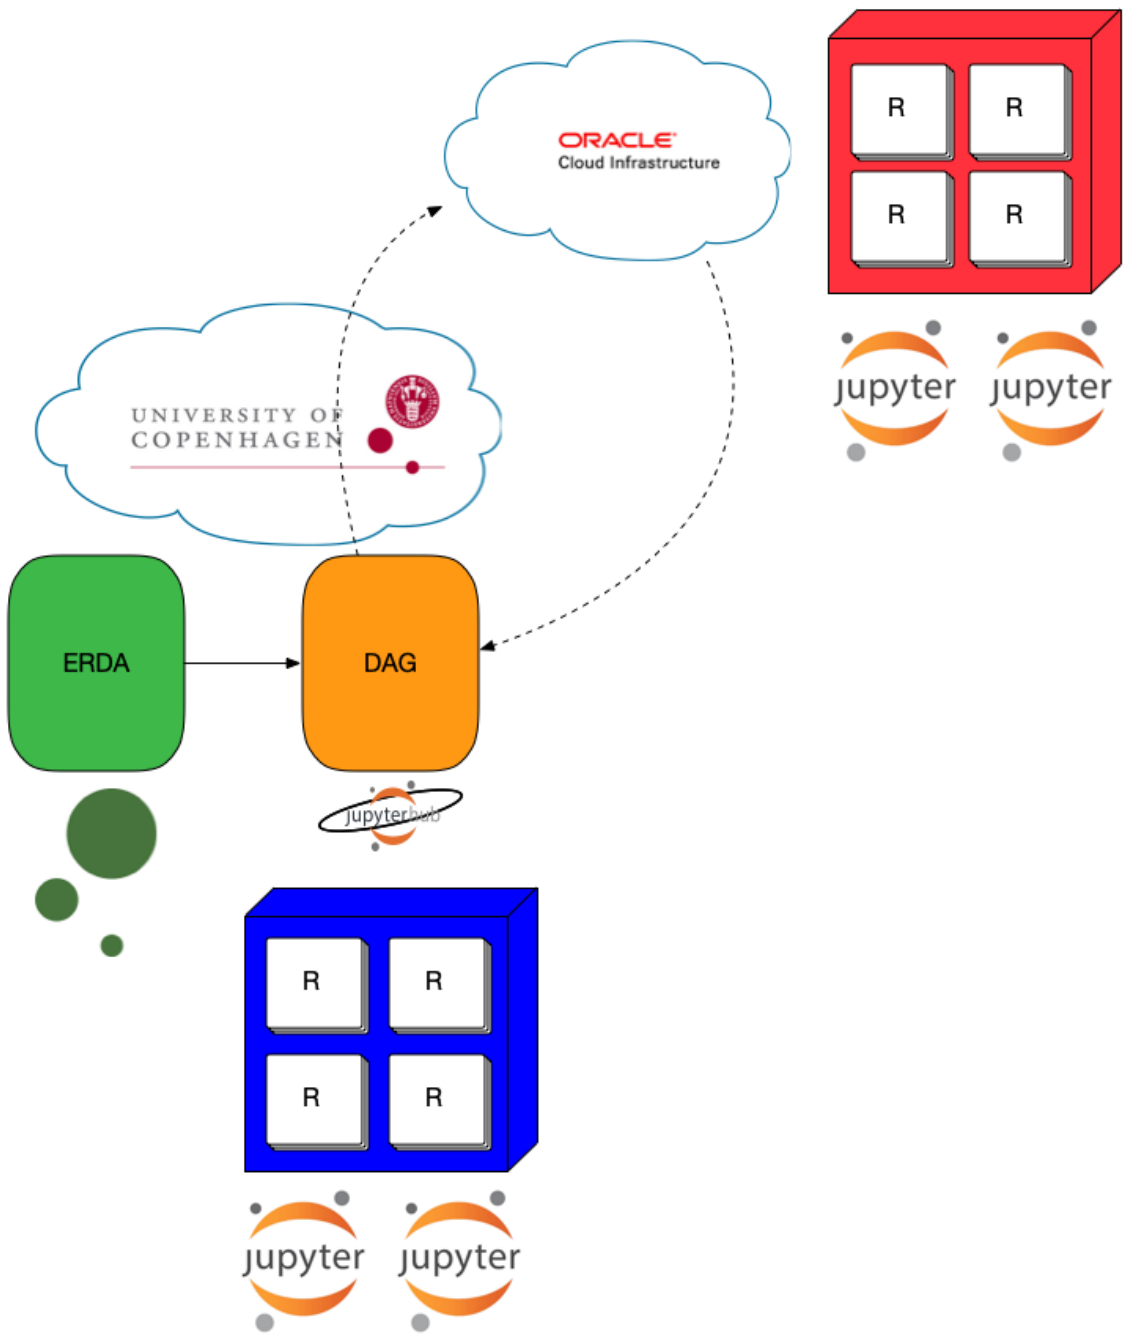 ORACLE
Cloud Infrastructure
R
R
R
R
jupyter
jupyter
UNIVERSITY OF
COPENHAGEN
ERDA
DAG
jupyterhub
R
R
R
R
jupyter
jupyter